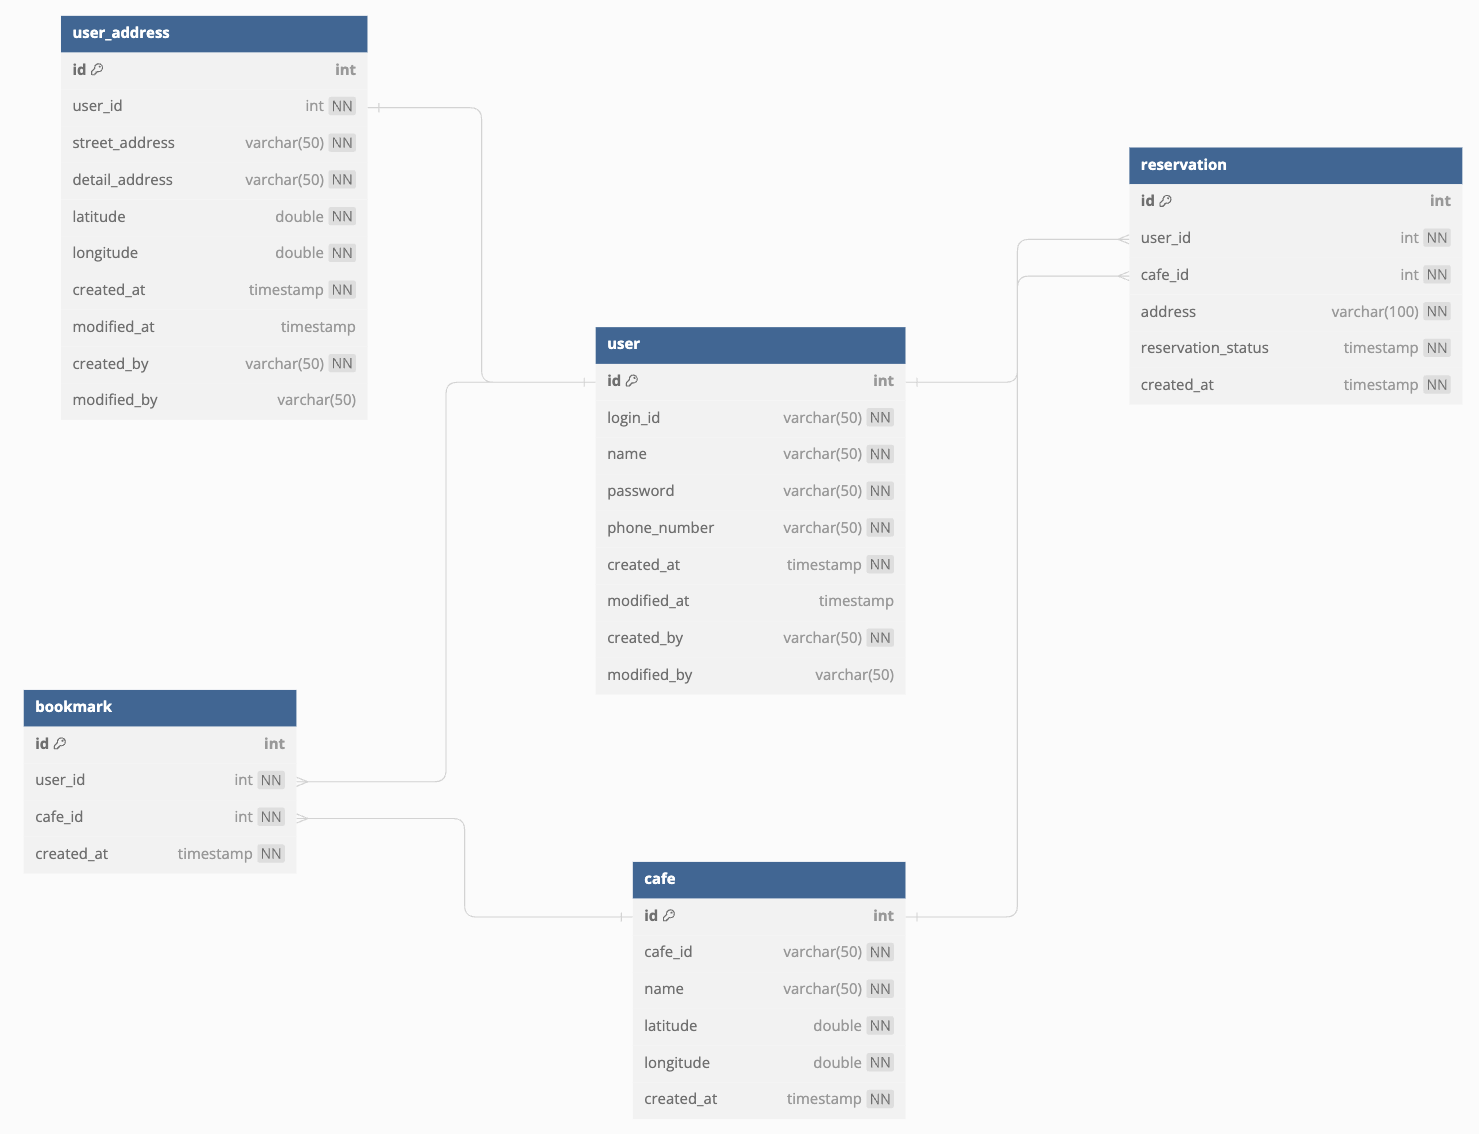 user_address
id int
user_id int NN
street_address varchar(50) NN
detail_address varchar(50) NN
latitude double NN
longitude double NN
created_at timestamp NN
modified_at timestamp
created_by varchar(50) NN
modified_by varchar(50)
reservation
id int
user_id int NN
cafe_id int NN
address varchar(100) NN
reservation_status timestamp NN
created_at timestamp NN
user
id int
login_id varchar(50) NN
name varchar(50) NN
password varchar(50) NN
phone_number varchar(50) NN
created_at timestamp NN
modified_at timestamp
created_by varchar(50) NN
modified_by varchar(50)
bookmark
id int
user_id int NN
cafe_id int NN
created_at timestamp NN
cafe
id int
cafe_id varchar(50) NN
name varchar(50) NN
latitude double NN
longitude double NN
created_at timestamp NN